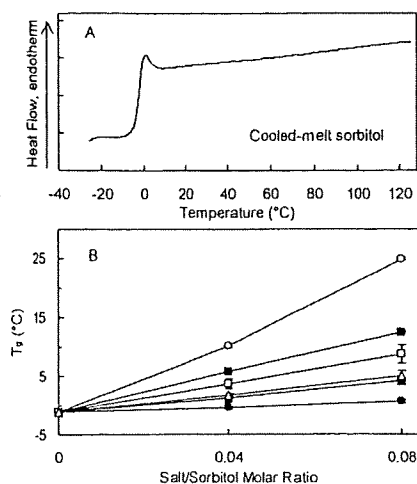 A
Heat Flow, endotherm
Cooled-melt sorbitol
-40 -20 0 20 40 60 80 100 120
Temperature (°C)
B
25
15
5
-5
Tg (°C)
0 0.04 0.08
Salt/Sorbitol Molar Ratio